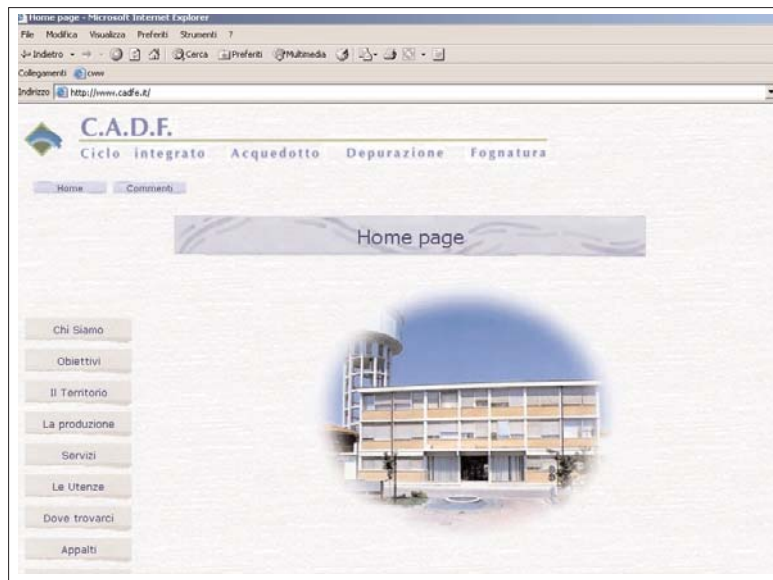 Home page - Microsoft Internet Explorer
File Modifica Visualizza Preferiti Strumenti ?
Indietro Cerca Preferiti Multimedia
Collegamenti
Indirizzo http://www.cadfe.it/
C.A.D.F.
Ciclo integrato Acquedotto Depurazione Fognatura
Home Commenti
Home page
Chi Siamo
Obiettivi
Il Territorio
La produzione
Servizi
Le Utenze
Dove trovarci
Appalti